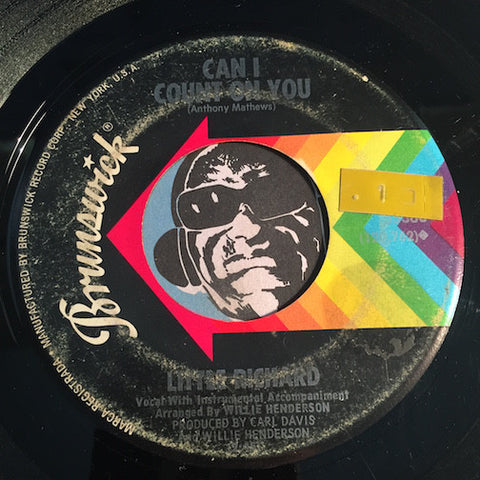 CAN I
COUNT ON YOU
(Anthony Mathews)
Brunswick®
MANUFACTURED BY BRUNSWICK RECORD CORP., NEW YORK, U.S.A.
MARCA REGISTRADA
LITTLE RICHARD
Vocal With Instrumental Accompaniment
Arranged By WILLIE HENDERSON
PRODUCED BY CARL DAVIS
And WILLIE HENDERSON